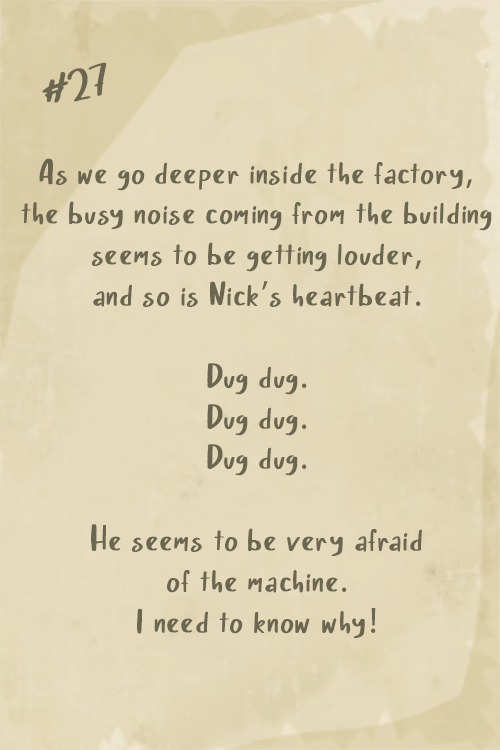 #27
As we go deeper inside the factory,
the busy noise coming from the building
seems to be getting louder,
and so is Nick's heartbeat.
Dug dug.
Dug dug.
Dug dug.
He seems to be very afraid
of the machine.
I need to know why!